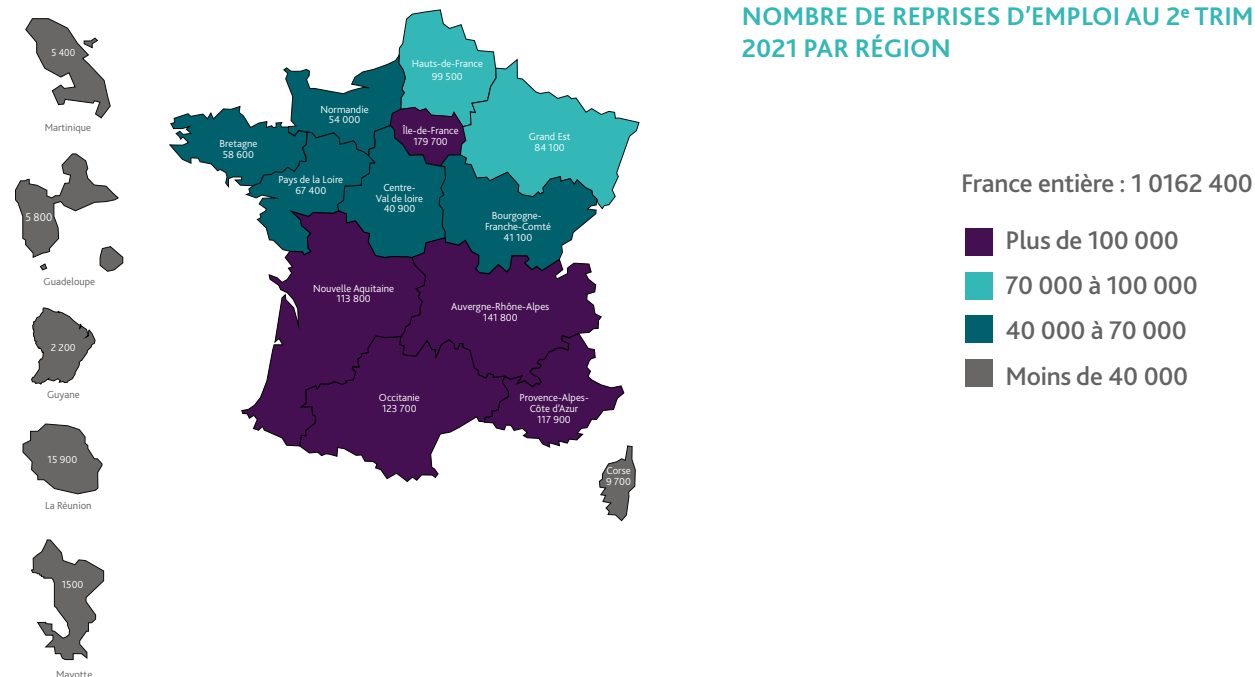 NOMBRE DE REPRISES D’EMPLOI AU 2e TRIM
2021 PAR RÉGION
5 400
Martinique
5 800
Guadeloupe
2 200
Guyane
15 900
La Réunion
1500
Mayotte
Hauts-de-France
99 500
Normandie
54 000
Île-de-France
179 700
Grand Est
84 100
Bretagne
58 600
Pays de la Loire
67 400
Centre-
Val de loire
40 900
Bourgogne-
Franche-Comté
41 100
Nouvelle Aquitaine
113 800
Auvergne-Rhône-Alpes
141 800
Occitanie
123 700
Provence-Alpes-
Côte d'Azur
117 900
Corse
9 700
France entière : 1 0162 400
Plus de 100 000
70 000 à 100 000
40 000 à 70 000
Moins de 40 000